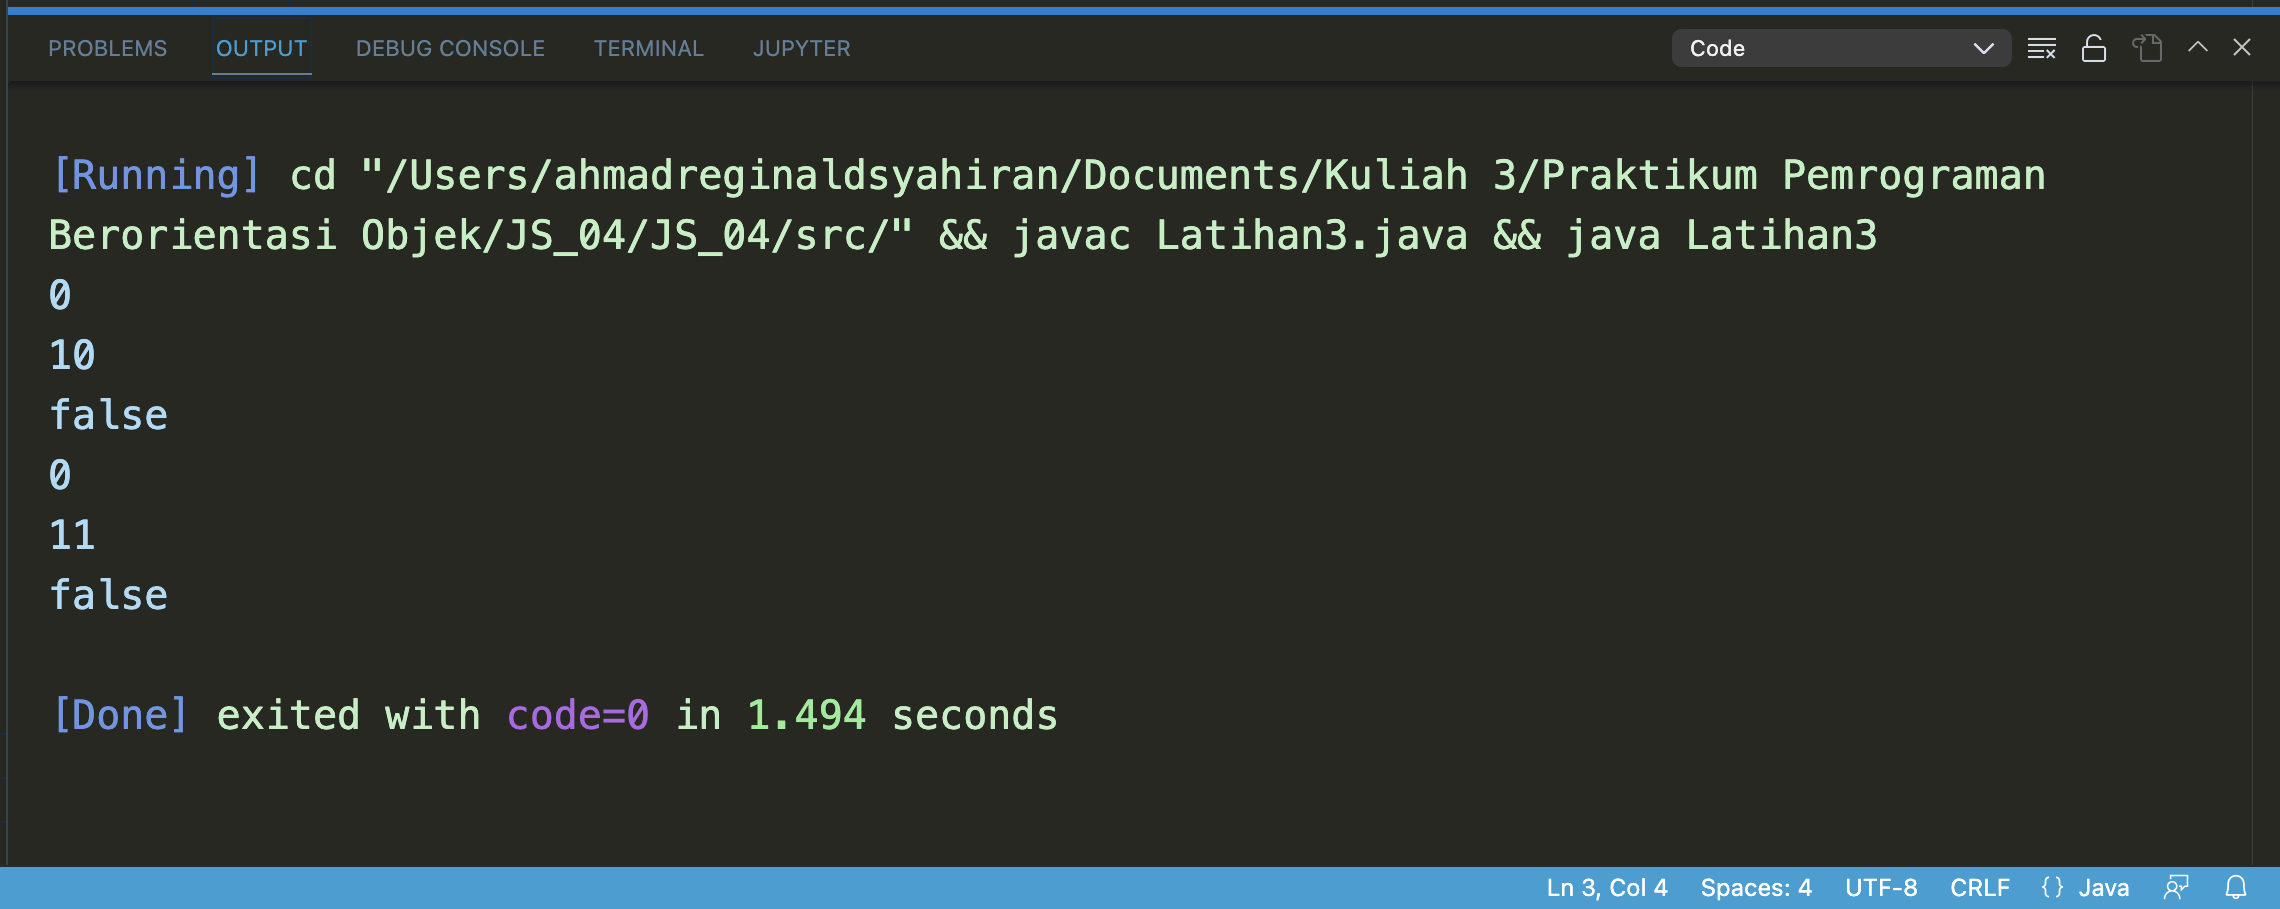 PROBLEMS OUTPUT DEBUG CONSOLE TERMINAL JUPYTER Code
[Running] cd "/Users/ahmadreginaldsyahiran/Documents/Kuliah 3/Praktikum Pemrograman
Berorientasi Objek/JS_04/JS_04/src/" && javac Latihan3.java && java Latihan3
0
10
false
0
11
false
[Done] exited with code=0 in 1.494 seconds
Ln 3, Col 4 Spaces: 4 UTF-8 CRLF {} Java